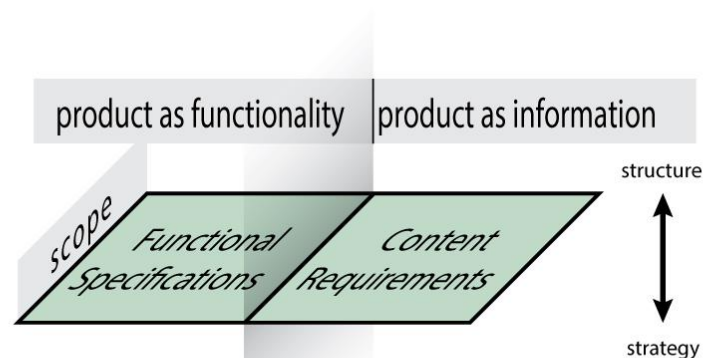 product as functionality
product as information
structure
scope
Functional
Specifications
Content
Requirements
strategy